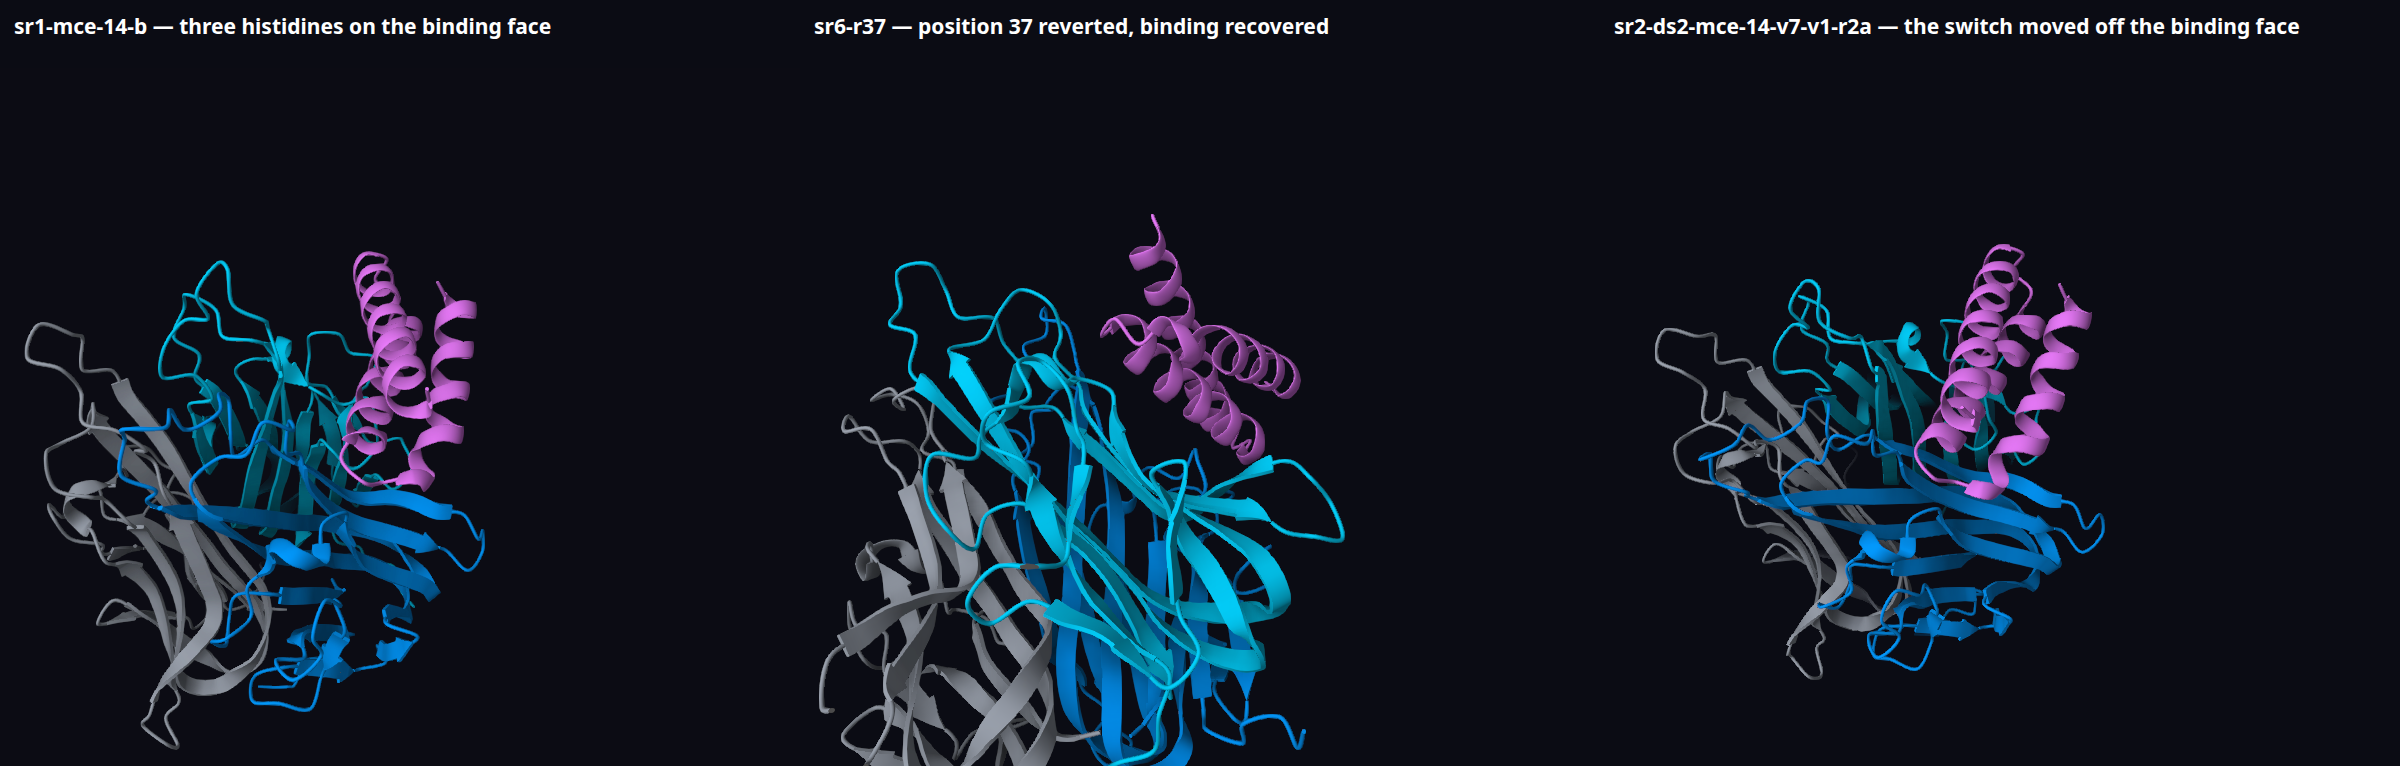 sr1-mce-14-b — three histidines on the binding face
sr6-r37 — position 37 reverted, binding recovered
sr2-ds2-mce-14-v7-v1-r2a — the switch moved off the binding face